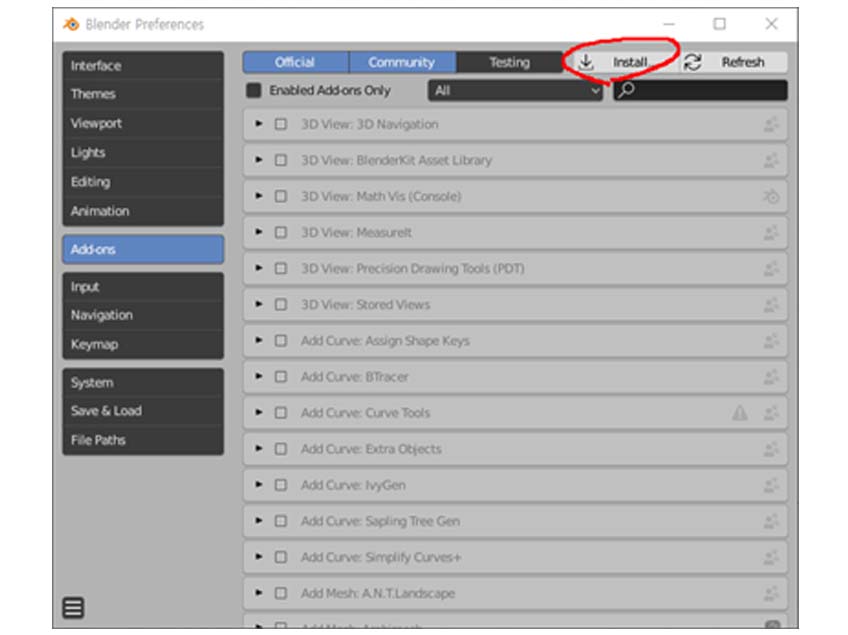 Blender Preferences
Interface
Themes
Viewport
Lights
Editing
Animation
Add-ons
Input
Navigation
Keymap
System
Save & Load
File Paths
Official Community Testing Install... Refresh
Enabled Add-ons Only All
3D View: 3D Navigation
3D View: BlenderKit Asset Library
3D View: Math Vis (Console)
3D View: MeasureIt
3D View: Precision Drawing Tools (PDT)
3D View: Stored Views
Add Curve: Assign Shape Keys
Add Curve: BTracer
Add Curve: Curve Tools
Add Curve: Extra Objects
Add Curve: IvyGen
Add Curve: Sapling Tree Gen
Add Curve: Simplify Curves+
Add Mesh: A.N.T.Landscape